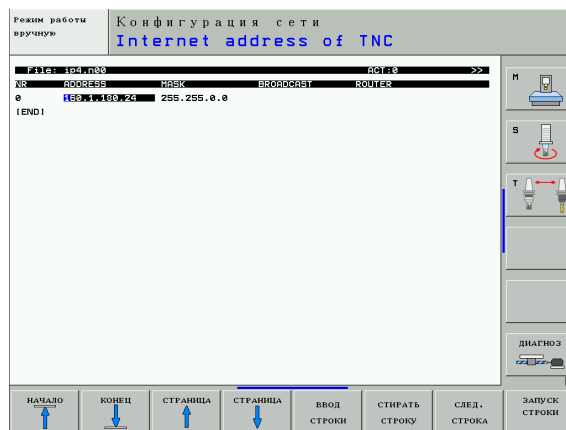 Режим работы
вручную
Конфигурация сети
Internet address of TNC
File: ip4.n00 ACT:0 >>
NR ADDRESS MASK BROADCAST ROUTER
0 160.1.180.24 255.255.0.0
[END]
M
S
T
ДИАГНОЗ
НАЧАЛО
КОНЕЦ
СТРАНИЦА
СТРАНИЦА
ВВОД
СТРОКИ
СТИРАТЬ
СТРОКУ
СЛЕД.
СТРОКА
ЗАПУСК
СТРОКИ